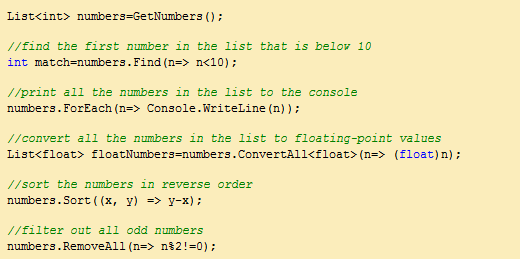 List<int> numbers=GetNumbers();
//find the first number in the list that is below 10
int match=numbers.Find(n=> n<10);
//print all the numbers in the list to the console
numbers.ForEach(n=> Console.WriteLine(n));
//convert all the numbers in the list to floating-point values
List<float> floatNumbers=numbers.ConvertAll<float>(n=> (float)n);
//sort the numbers in reverse order
numbers.Sort((x, y) => y-x);
//filter out all odd numbers
numbers.RemoveAll(n=> n%2!=0);